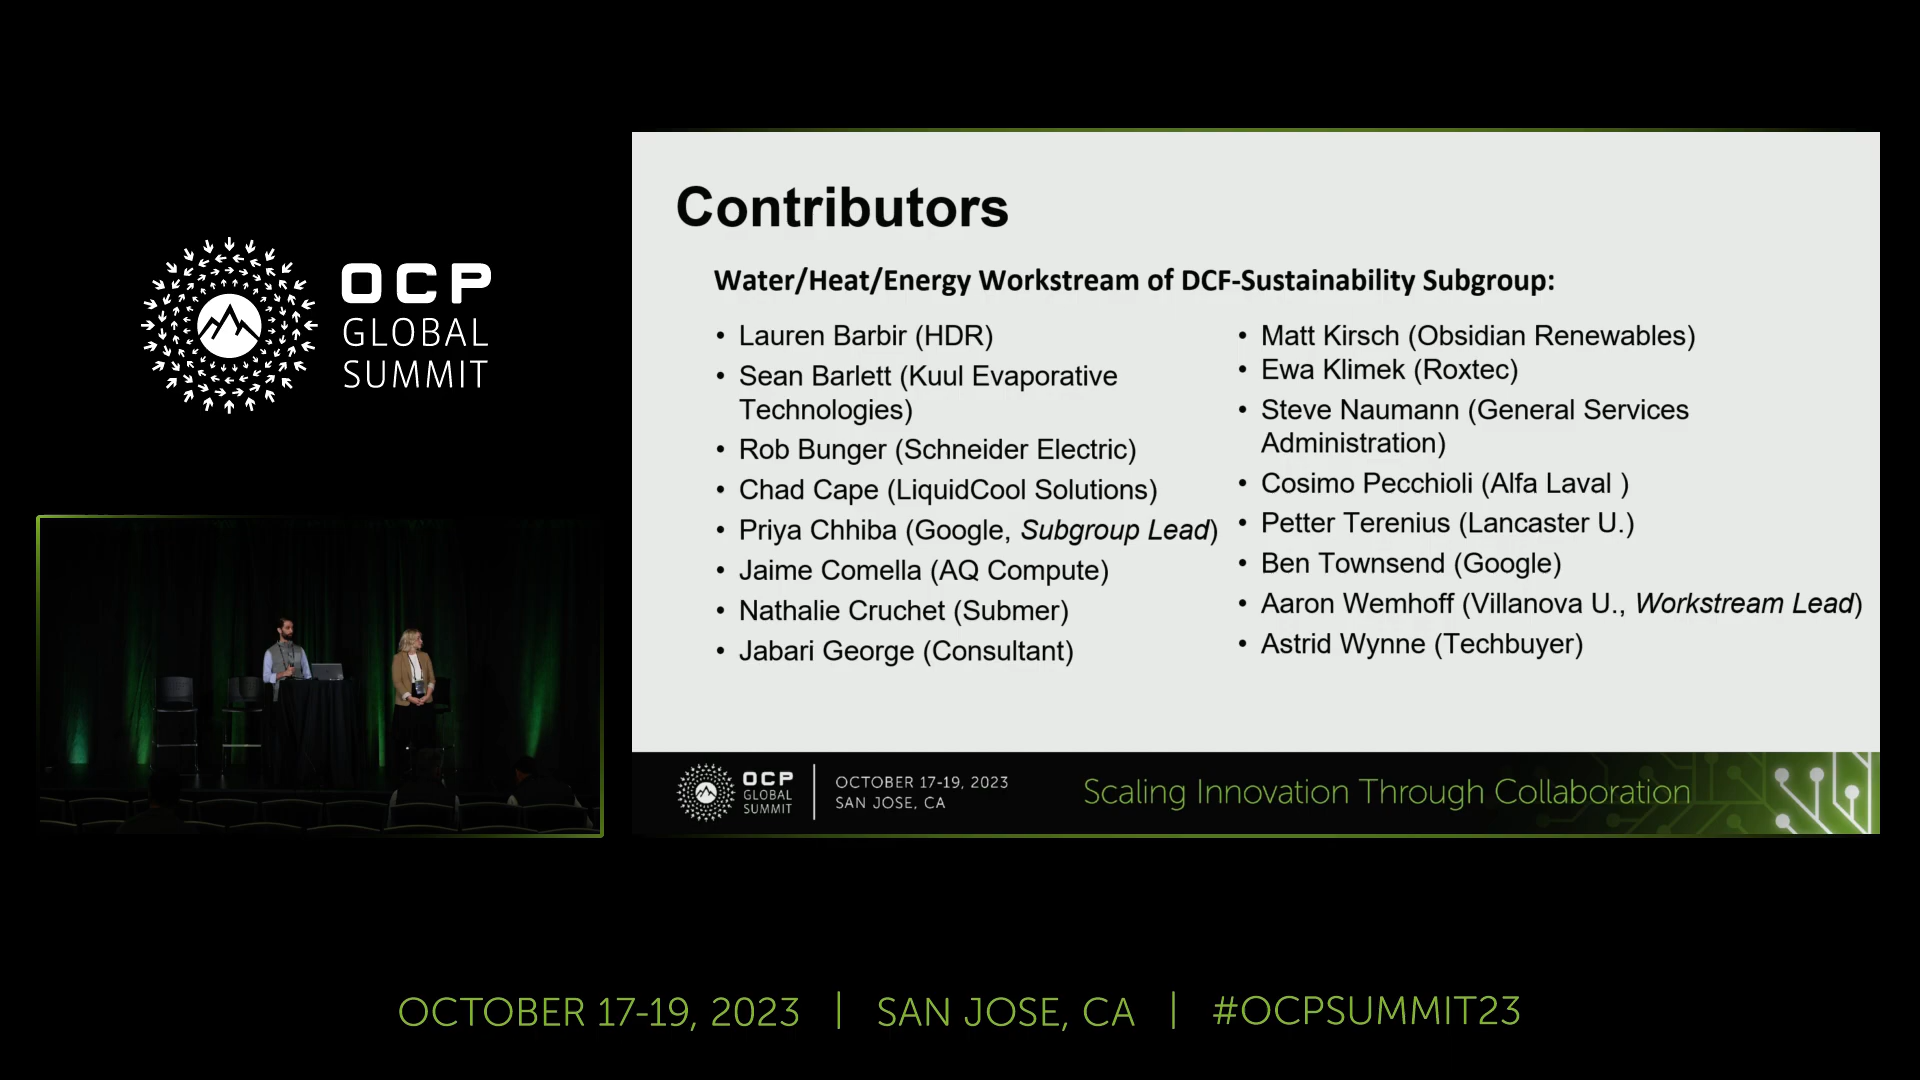 OCP
GLOBAL
SUMMIT
Contributors
Water/Heat/Energy Workstream of DCF-Sustainability Subgroup:
• Lauren Barbir (HDR)
• Sean Barlett (Kuul Evaporative
Technologies)
• Rob Bunger (Schneider Electric)
• Chad Cape (LiquidCool Solutions)
• Priya Chhiba (Google, Subgroup Lead)
• Jaime Comella (AQ Compute)
• Nathalie Cruchet (Submer)
• Jabari George (Consultant)
• Matt Kirsch (Obsidian Renewables)
• Ewa Klimek (Roxtec)
• Steve Naumann (General Services
Administration)
• Cosimo Pecchioli (Alfa Laval )
• Petter Terenius (Lancaster U.)
• Ben Townsend (Google)
• Aaron Wemhoff (Villanova U., Workstream Lead)
• Astrid Wynne (Techbuyer)
OCP
GLOBAL
SUMMIT
OCTOBER 17-19, 2023
SAN JOSE, CA
Scaling Innovation Through Collaboration
OCTOBER 17-19, 2023 | SAN JOSE, CA | #OCPSUMMIT23